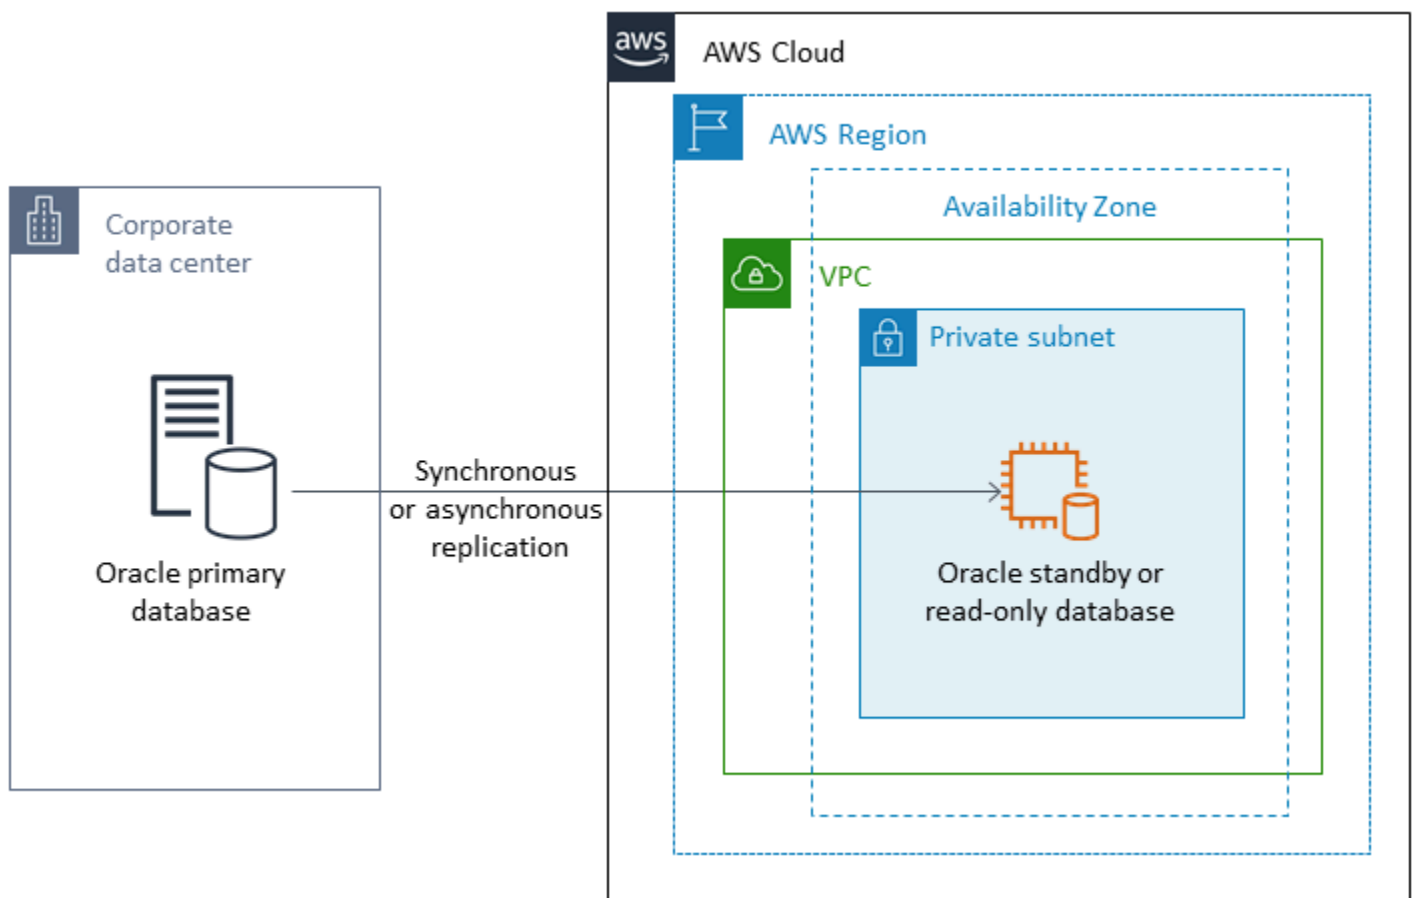 aws
AWS Cloud
AWS Region
Availability Zone
Corporate
data center
VPC
Private subnet
Synchronous
or asynchronous
replication
Oracle primary
database
Oracle standby or
read-only database